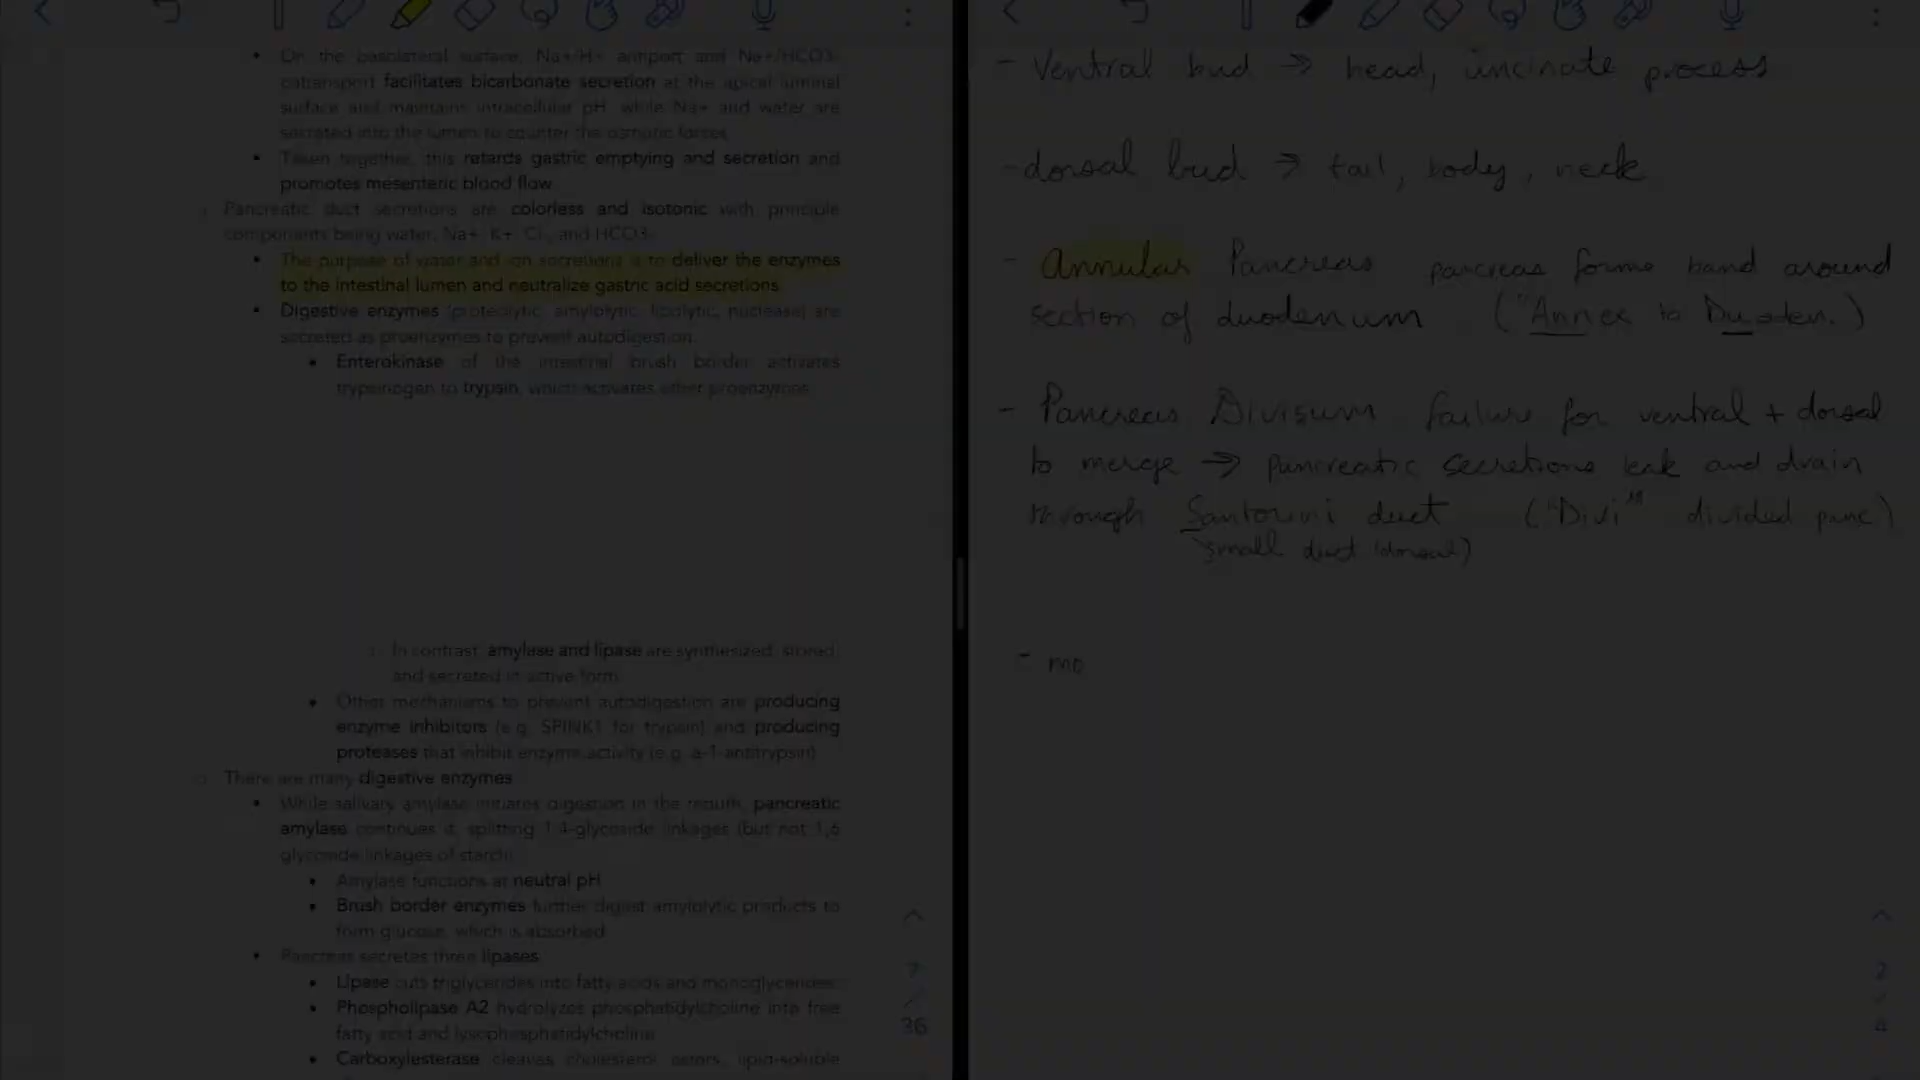 On the basolateral surface, Na+/H+ antiport and Na+/HCO3-
cotransport facilitates bicarbonate secretion at the apical luminal
surface and maintains intracellular pH, while Na+ and water are
secreted into the lumen to counter the osmotic forces
Taken together, this retards gastric emptying and secretion and
promotes mesenteric blood flow
Pancreatic duct secretions are colorless and isotonic with principle
components being water, Na+, K+, Cl-, and HCO3-
The purpose of water and ion secretions is to deliver the enzymes
to the intestinal lumen and neutralize gastric acid secretions
Digestive enzymes (proteolytic, amylolytic, lipolytic, nuclease) are
secreted as proenzymes to prevent autodigestion
Enterokinase of the intestinal brush border activates
trypsinogen to trypsin, which activates other proenzymes
In contrast, amylase and lipase are synthesized, stored,
and secreted in active form
Other mechanisms to prevent autodigestion are producing
enzyme inhibitors (e.g. SPINK1 for trypsin) and producing
proteases that inhibit enzyme activity (e.g. a-1-antitrypsin)
There are many digestive enzymes
While salivary amylase initiates digestion in the mouth, pancreatic
amylase continues it, splitting 1,4-glycoside linkages (but not 1,6
glycoside linkages of starch)
Amylase functions at neutral pH
Brush border enzymes further digest amylolytic products to
form glucose, which is absorbed
Pancreas secretes three lipases
Lipase cuts triglycerides into fatty acids and monoglycerides
Phospholipase A2 hydrolyzes phosphatidylcholine into free
fatty acid and lysophosphatidylcholine
Carboxylesterase cleaves cholesterol esters, lipid-soluble
7
36
- Ventral bud → head, uncinate process
- dorsal bud → tail, body, neck
- Annular Pancreas pancreas forms band around
section of duodenum ("Annex to Duoden.)
- Pancreas Divisum failure for ventral + dorsal
to merge → pancreatic secretions leak and drain
through Santorini duct ("Divi" divided panc)
small duct (dorsal)
- mo
2